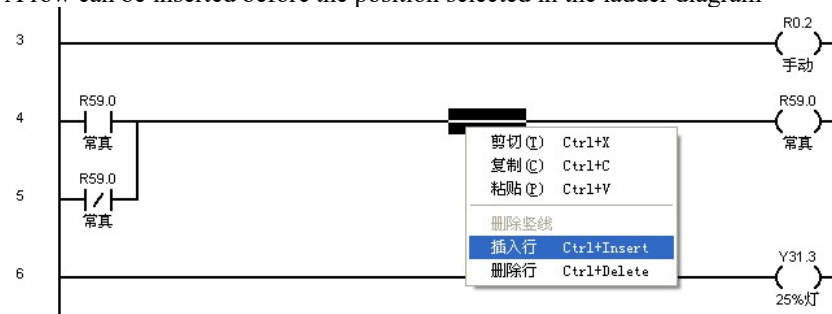 A row can be inserted before the position selected in the ladder diagram
R0.2
3
手动
R59.0
R59.0
4
常真
常真
剪切(T) Ctrl+X
复制(C) Ctrl+C
粘贴(P) Ctrl+V
删除竖线
插入行 Ctrl+Insert
删除行 Ctrl+Delete
R59.0
5
常真
Y31.3
6
25%灯